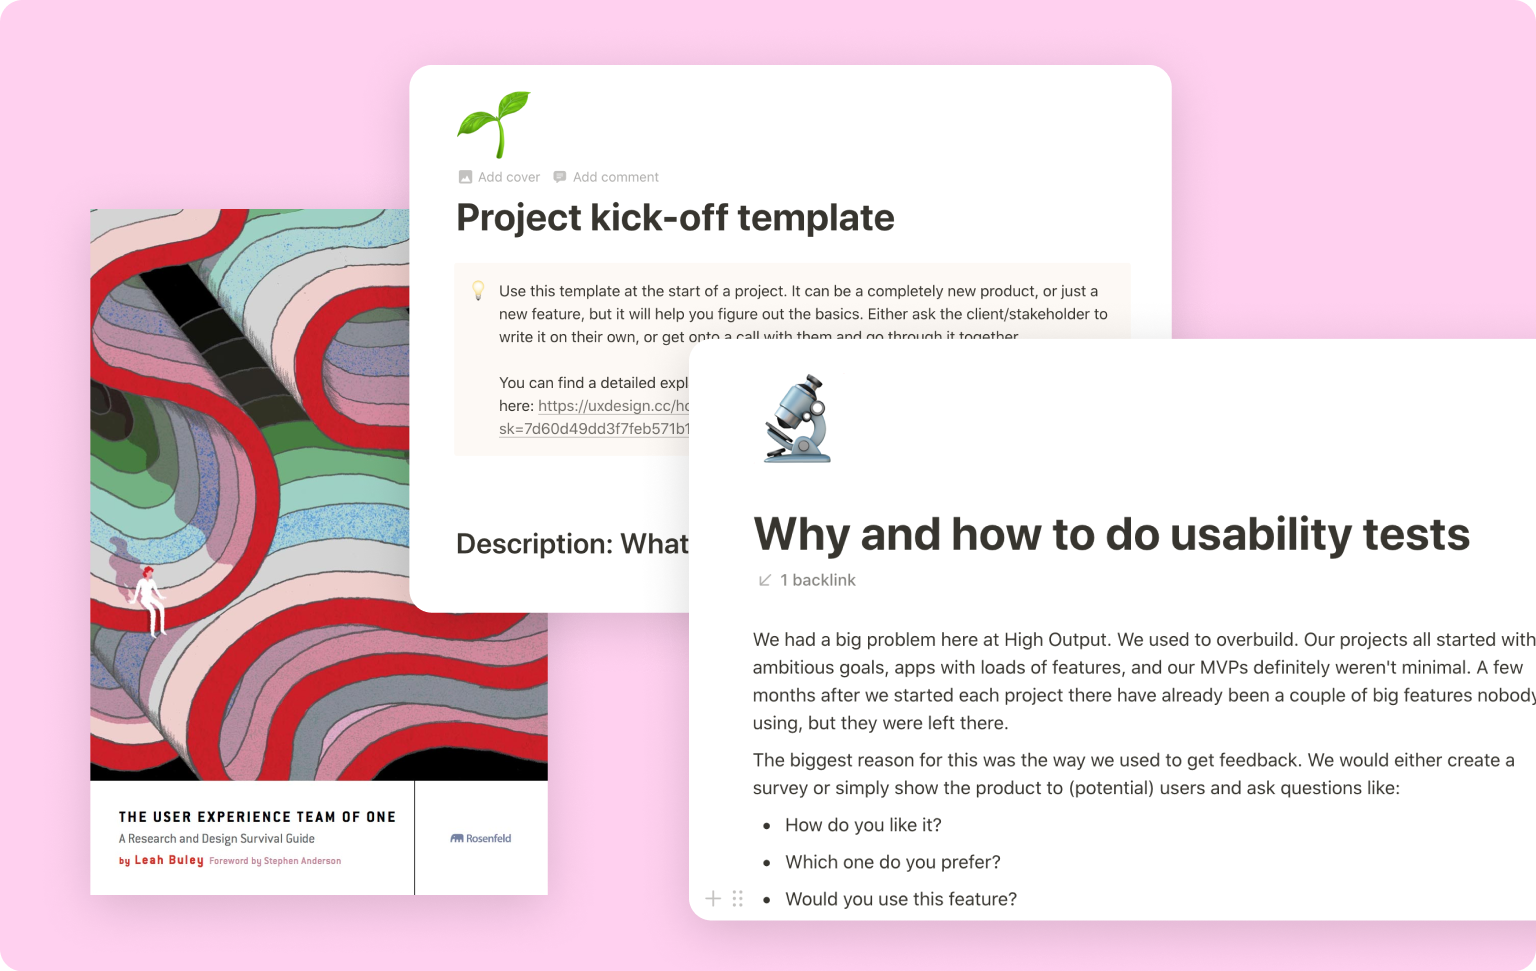 Add cover Add comment
Project kick-off template
Use this template at the start of a project. It can be a completely new product, or just a
new feature, but it will help you figure out the basics. Either ask the client/stakeholder to
write it on their own, or get onto a call with them and go through it together.
You can find a detailed expl
here: https://uxdesign.cc/ho
sk=7d60d49dd3f7feb571b1
Description: What
Why and how to do usability tests
1 backlink
We had a big problem here at High Output. We used to overbuild. Our projects all started with
ambitious goals, apps with loads of features, and our MVPs definitely weren't minimal. A few
months after we started each project there have already been a couple of big features nobody
using, but they were left there.
The biggest reason for this was the way we used to get feedback. We would either create a
survey or simply show the product to (potential) users and ask questions like:
• How do you like it?
• Which one do you prefer?
• Would you use this feature?
THE USER EXPERIENCE TEAM OF ONE
A Research and Design Survival Guide
by Leah Buley Foreword by Stephen Anderson
Rosenfeld